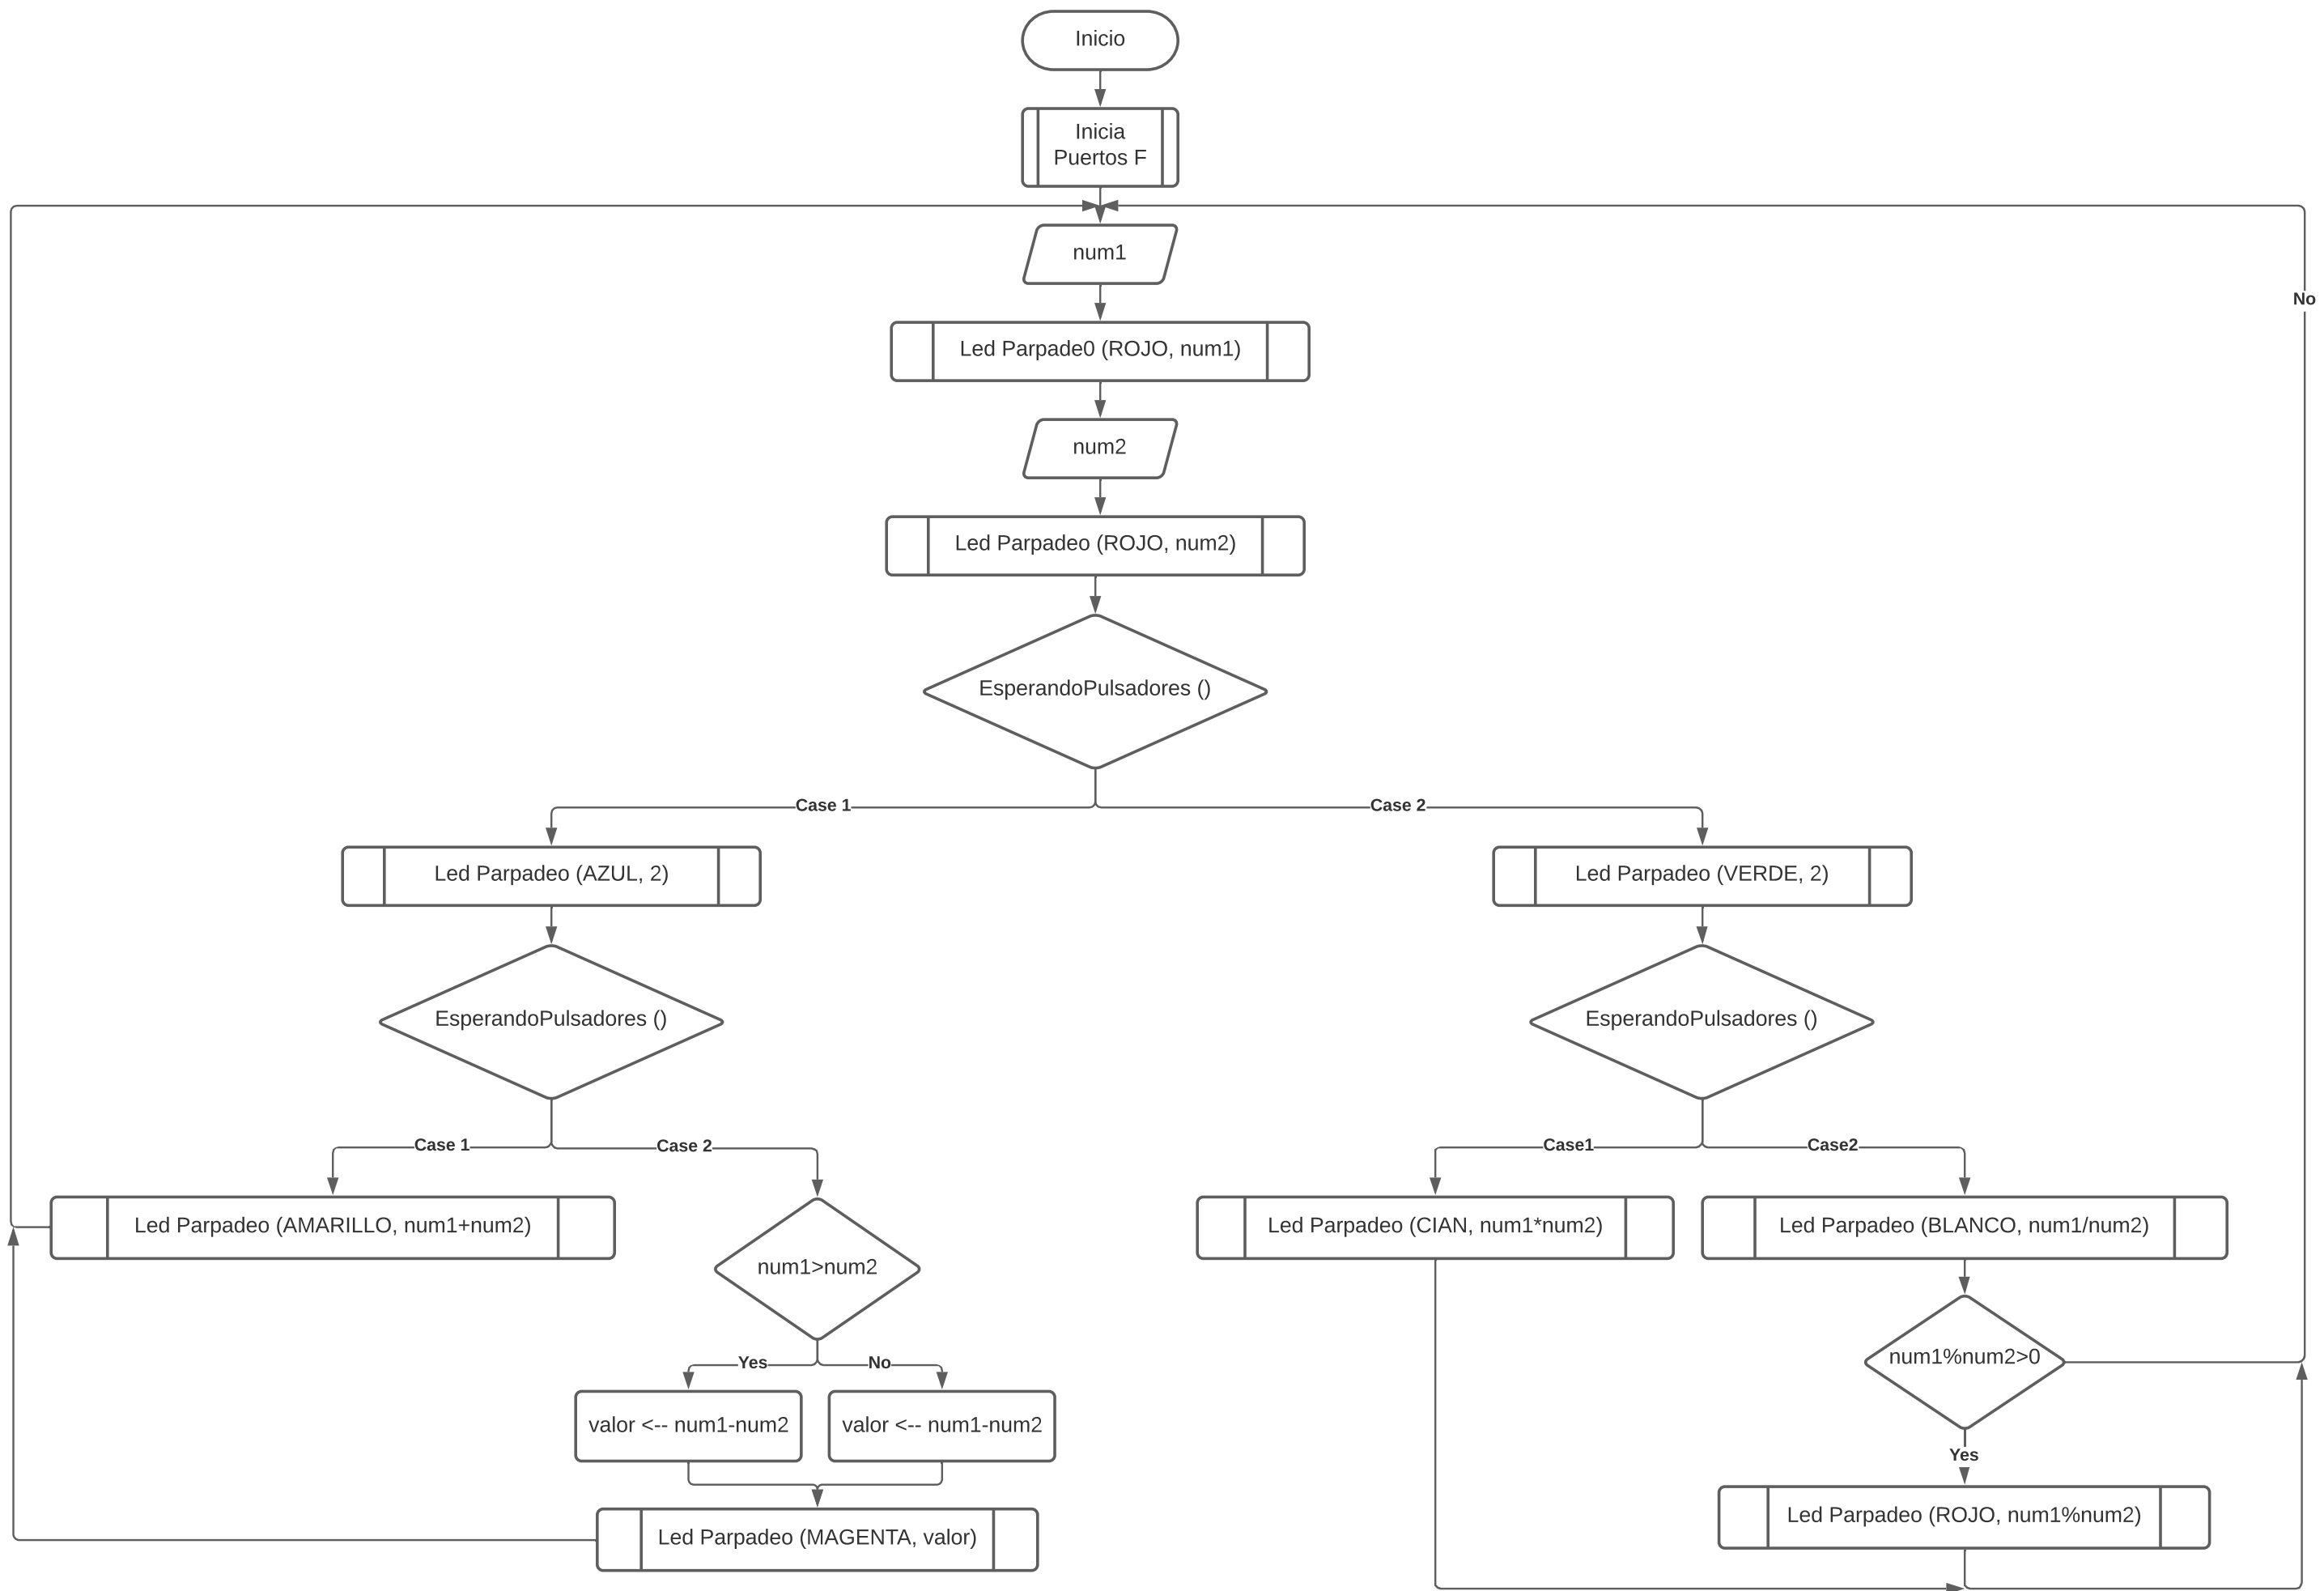 Inicio
Inicia
Puertos F
num1
No
Led Parpade0 (ROJO, num1)
num2
Led Parpadeo (ROJO, num2)
EsperandoPulsadores ()
Case 1
Case 2
Led Parpadeo (AZUL, 2)
Led Parpadeo (VERDE, 2)
EsperandoPulsadores ()
EsperandoPulsadores ()
Case 1
Case 2
Case1
Case2
Led Parpadeo (AMARILLO, num1+num2)
num1>num2
Led Parpadeo (CIAN, num1*num2)
Led Parpadeo (BLANCO, num1/num2)
num1%num2>0
Yes
No
valor <-- num1-num2
valor <-- num1-num2
Yes
Led Parpadeo (MAGENTA, valor)
Led Parpadeo (ROJO, num1%num2)